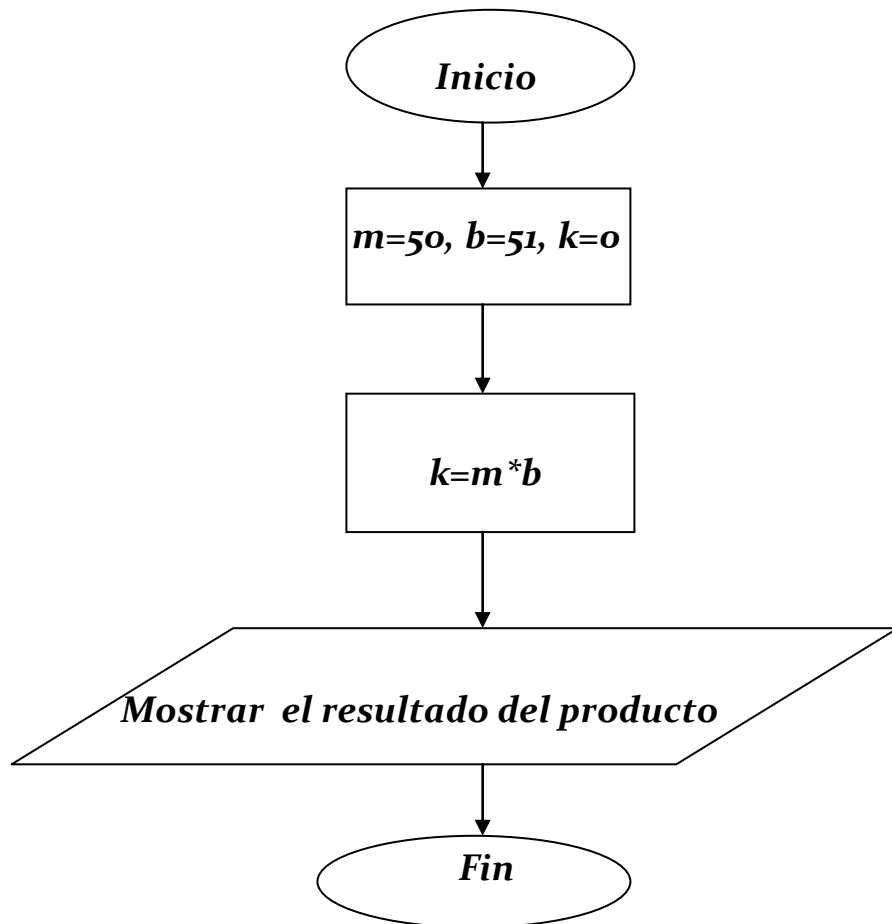 Inicio
m=50, b=51, k=0
k=m*b
Mostrar el resultado del producto
Fin